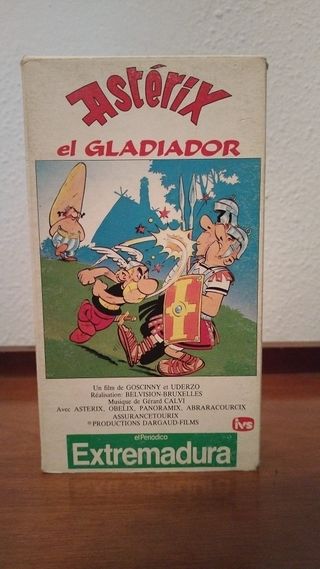 Astérix
el GLADIADOR
Un film de GOSCINNY et UDERZO
Réalisation: BELVISION-BRUXELLES
Musique de Gérard CALVI
Avec ASTERIX, OBELIX, PANORAMIX, ABRARACOURCIX
ASSURANCETOURIX
© PRODUCTIONS DARGAUD-FILMS
ivs
el Periódico
Extremadura